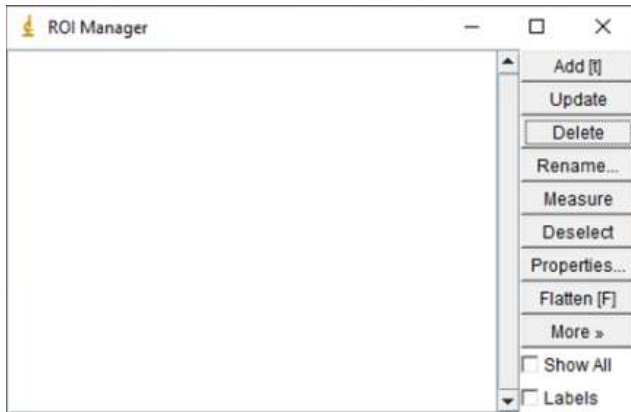 ROI Manager
Add [t]
Update
Delete
Rename...
Measure
Deselect
Properties...
Flatten [F]
More »
Show All
Labels